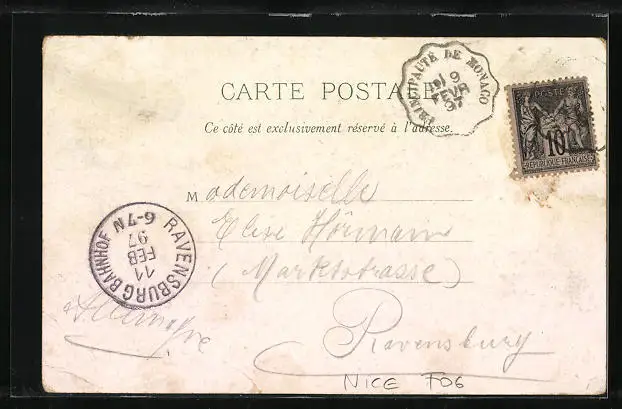 CARTE POSTALE
Ce côté est exclusivement réservé à l'adresse.
PRINCIPAUTÉ DE MONACO
9
FEVR
97
POSTES
10
RÉPUBLIQUE FRANÇAISE
Mademoiselle
Elise Hörmann
(Marktstrasse)
Ravensburg
Allemagne
RAVENSBURG BAHNHOF
11
FEB
97
6-7N
NICE F06